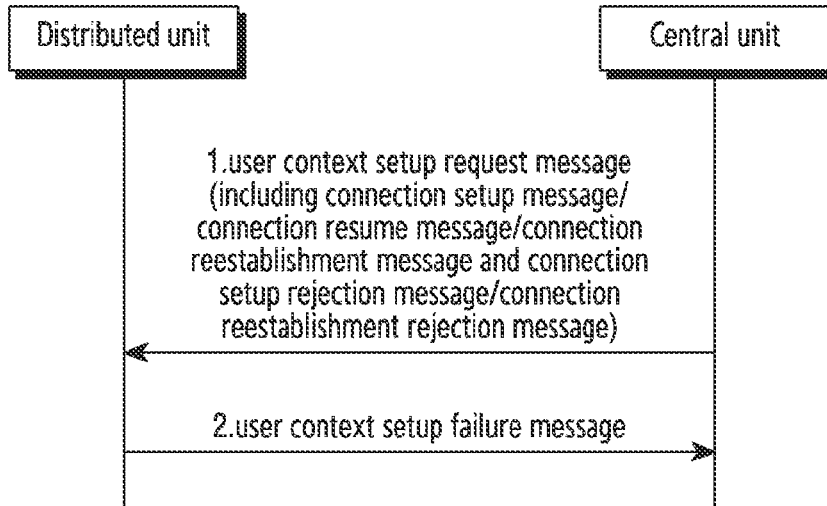 Distributed unit
Central unit
1.user context setup request message
(including connection setup message/
connection resume message/connection
reestablishment message and connection
setup rejection message/connection
reestablishment rejection message)
2.user context setup failure message